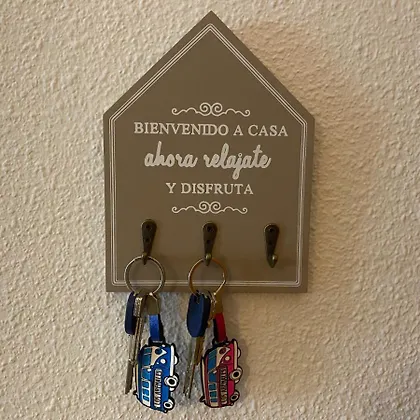 BIENVENIDO A CASA
ahora relajate
Y DISFRUTA